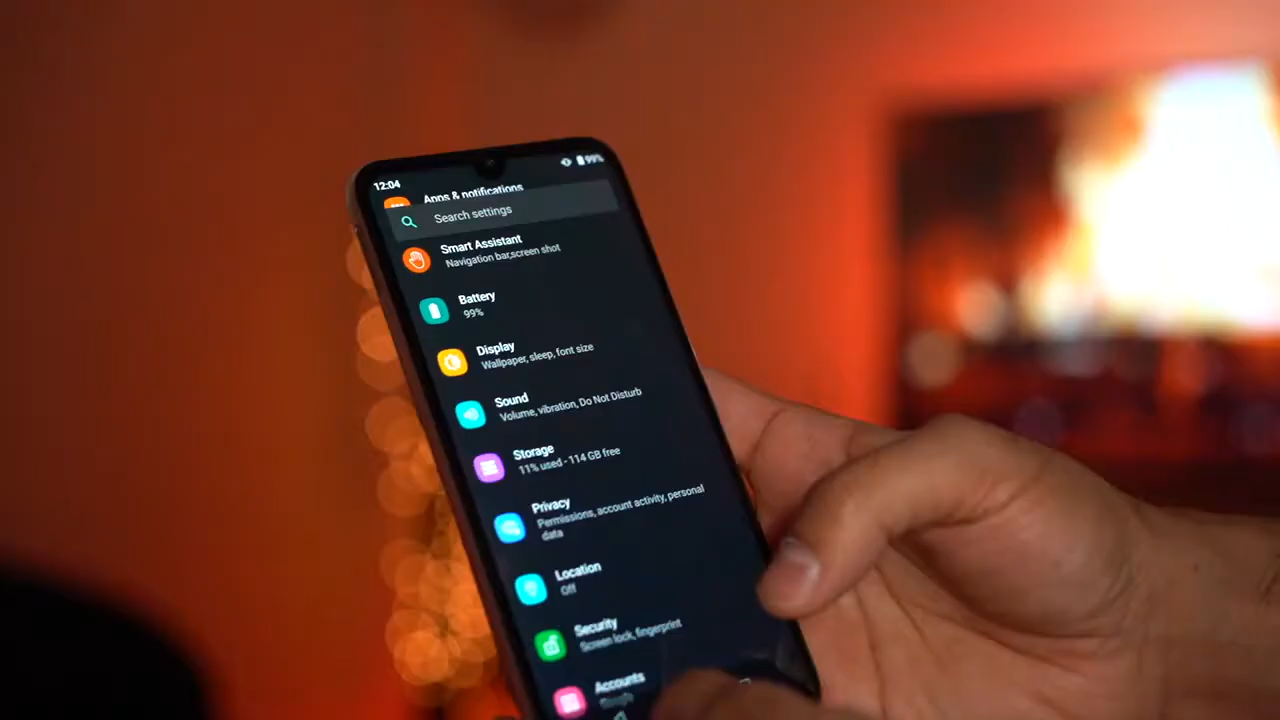 12:04
99%
Apps & notifications
Search settings
Smart Assistant
Navigation bar,screen shot
Battery
99%
Display
Wallpaper, sleep, font size
Sound
Volume, vibration, Do Not Disturb
Storage
11% used - 114 GB free
Privacy
Permissions, account activity, personal
data
Location
Off
Security
Screen lock, fingerprint
Accounts